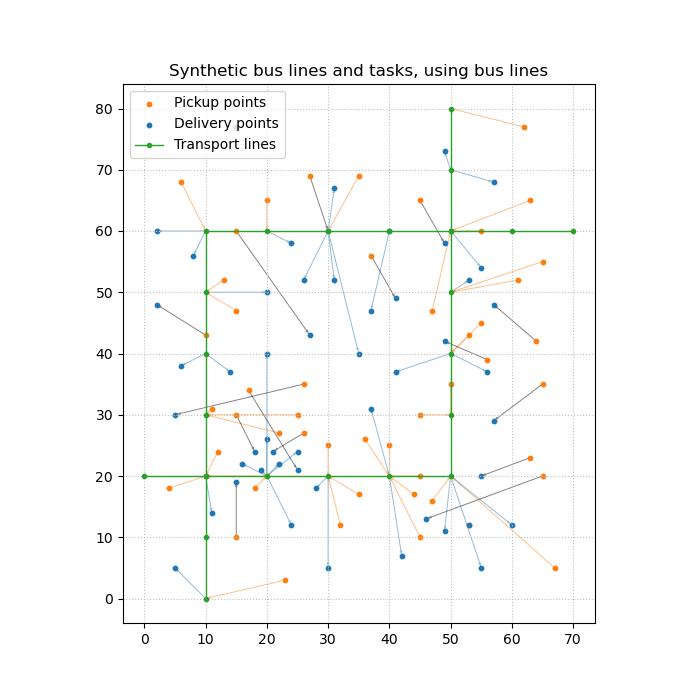 Synthetic bus lines and tasks, using bus lines
Pickup points
Delivery points
Transport lines
80
70
60
50
40
30
20
10
0
0 10 20 30 40 50 60 70